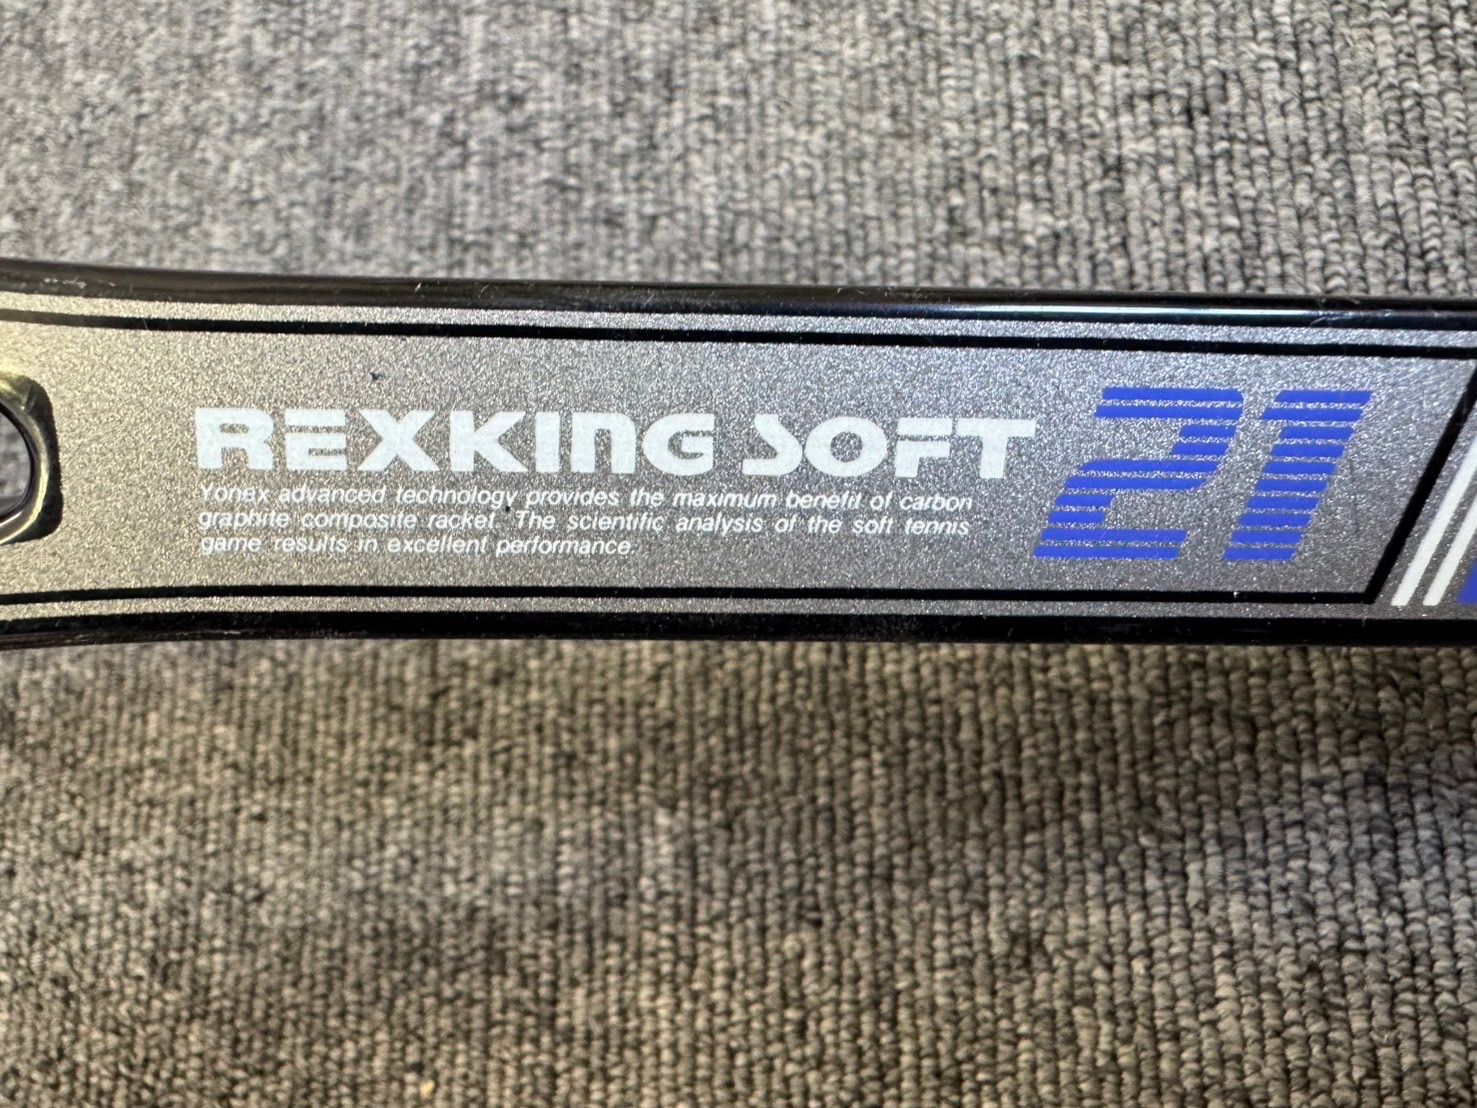 REXKING SOFT 21
Yonex advanced technology provides the maximum benefit of carbon
graphite composite racket. The scientific analysis of the soft tennis
game results in excellent performance.